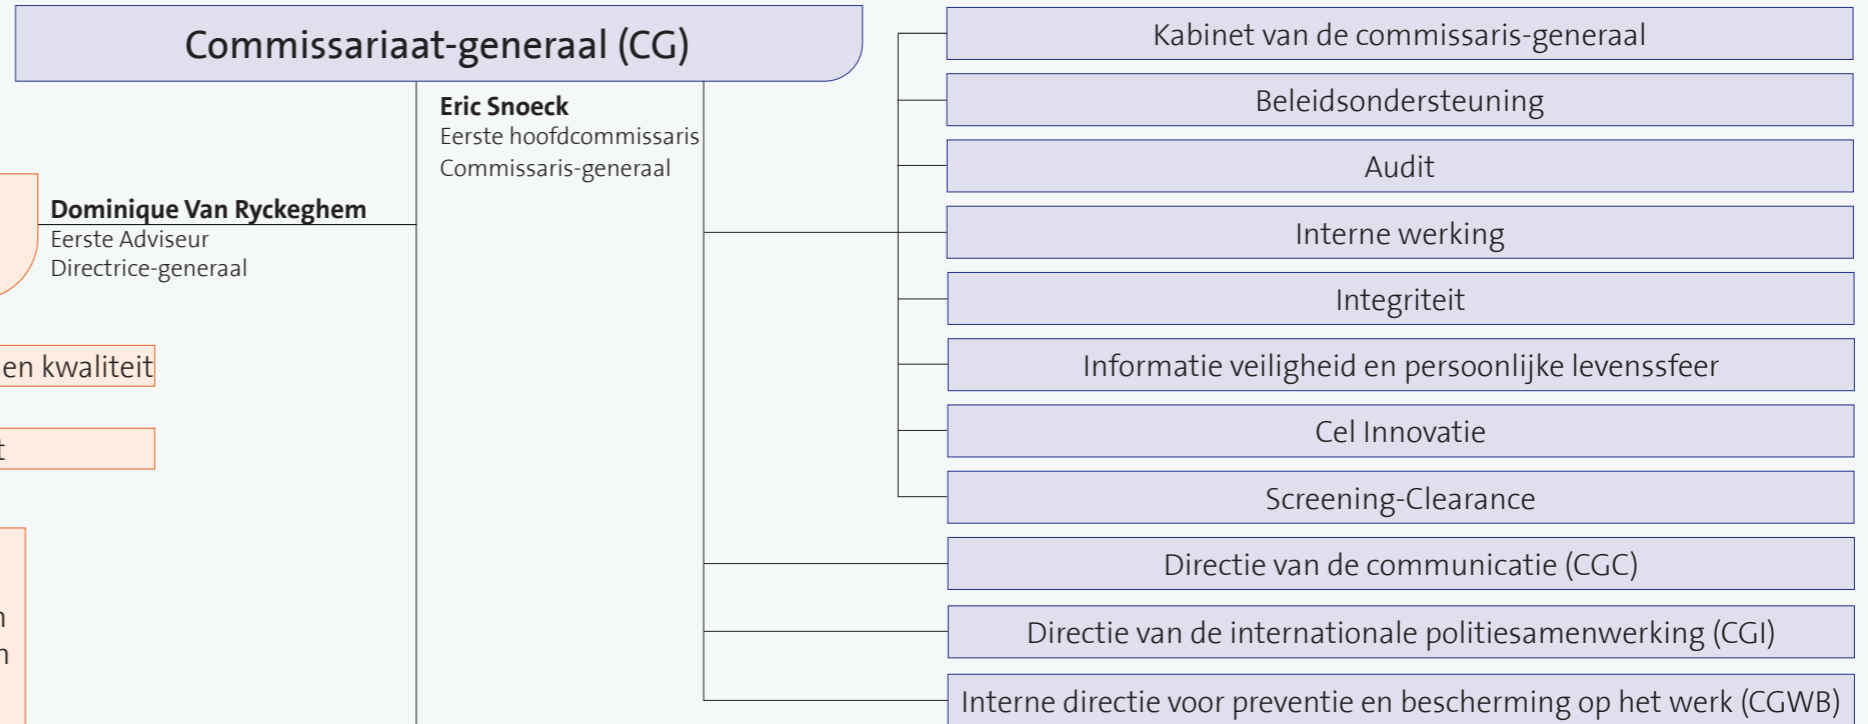 Commissariaat-generaal (CG)
Eric Snoeck
Eerste hoofdcommissaris
Commissaris-generaal
Dominique Van Ryckeghem
Eerste Adviseur
Directrice-generaal
en kwaliteit
t
n
n
Kabinet van de commissaris-generaal
Beleidsondersteuning
Audit
Interne werking
Integriteit
Informatie veiligheid en persoonlijke levenssfeer
Cel Innovatie
Screening-Clearance
Directie van de communicatie (CGC)
Directie van de internationale politiesamenwerking (CGI)
Interne directie voor preventie en bescherming op het werk (CGWB)